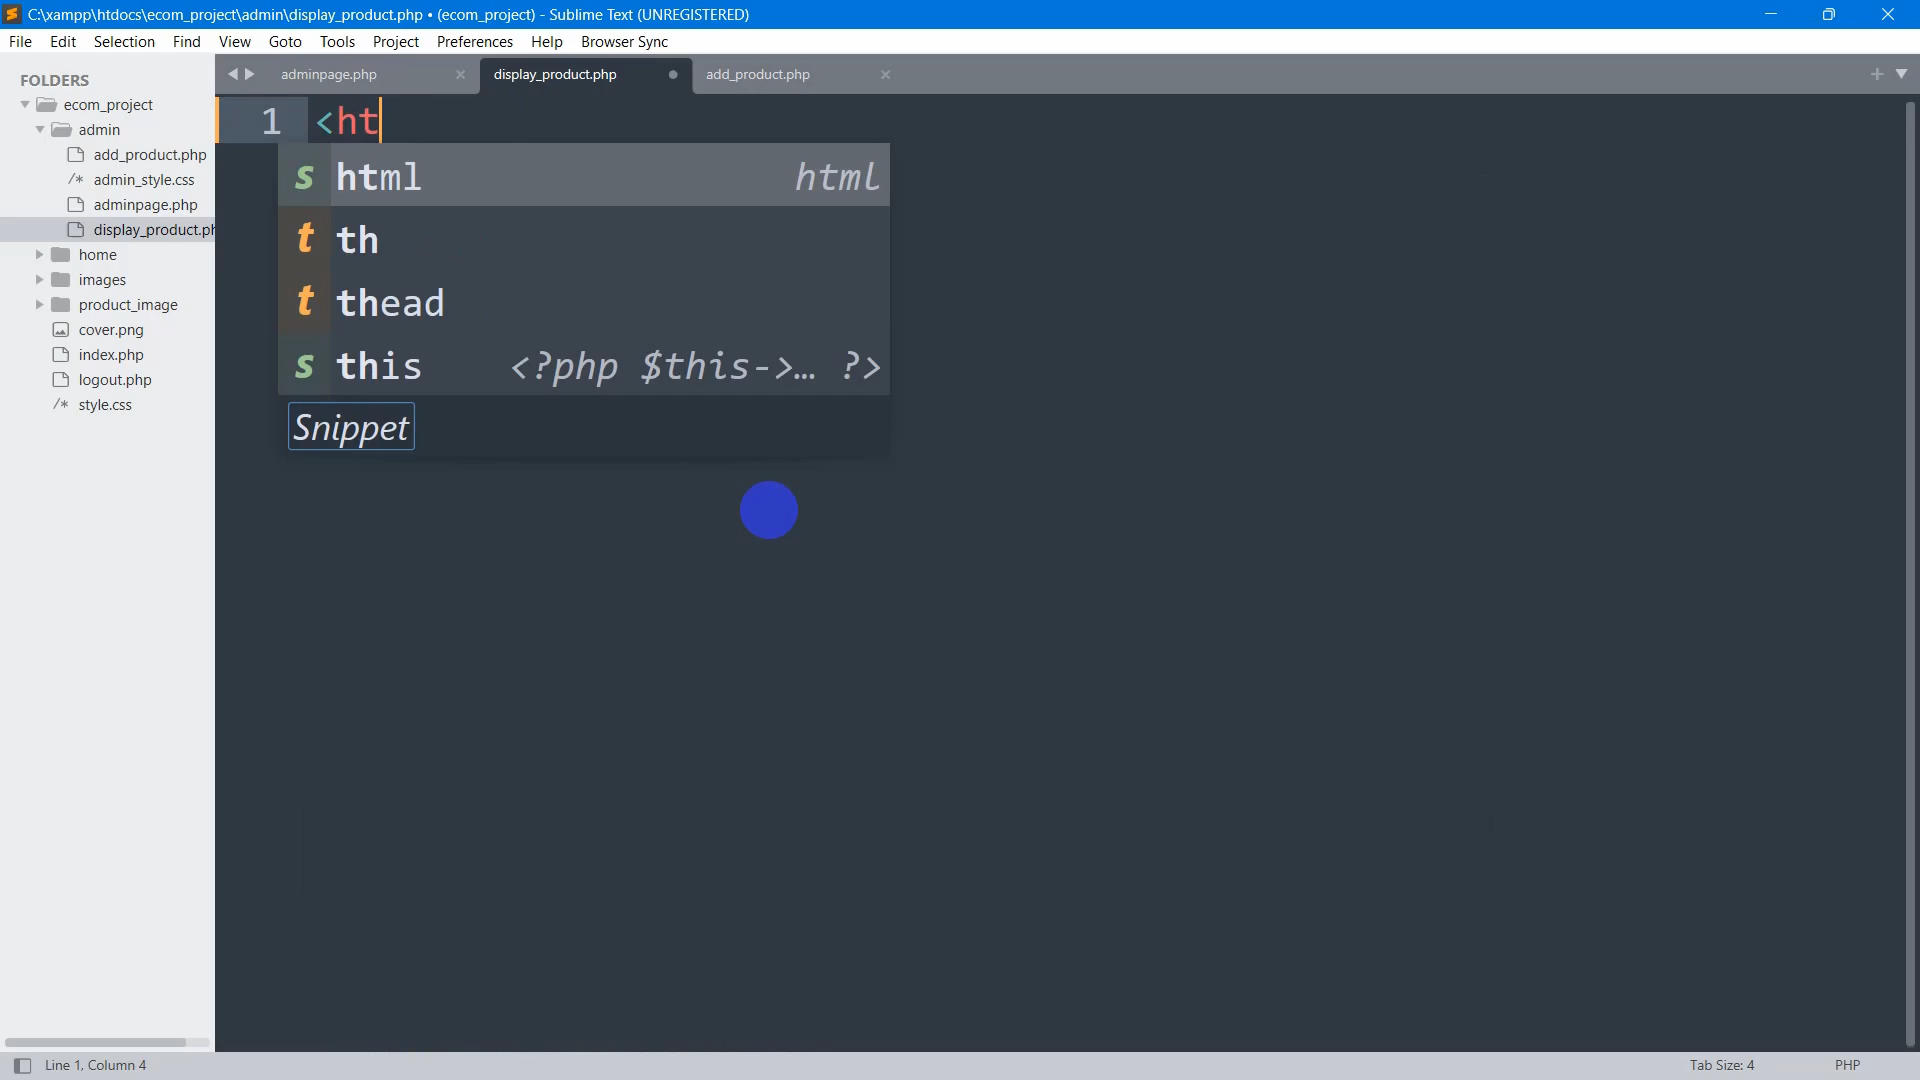 C:\xampp\htdocs\ecom_project\admin\display_product.php • (ecom_project) - Sublime Text (UNREGISTERED)
File Edit Selection Find View Goto Tools Project Preferences Help Browser Sync
FOLDERS
ecom_project
admin
add_product.php
admin_style.css
adminpage.php
display_product.ph
home
images
product_image
cover.png
index.php
logout.php
style.css
adminpage.php display_product.php add_product.php
1 <ht
s html html
t th
t thead
s this <?php $this->… ?>
Snippet
Line 1, Column 4 Tab Size: 4 PHP